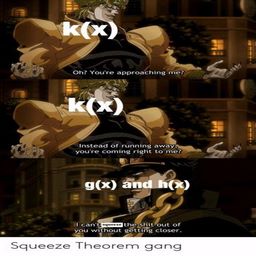 k(x)
Oh? You're approaching me?
k(x)
Instead of running away,
you're coming right to me?
g(x) and h(x)
I can't squeeze the shit out of
you without getting closer.
Squeeze Theorem gang